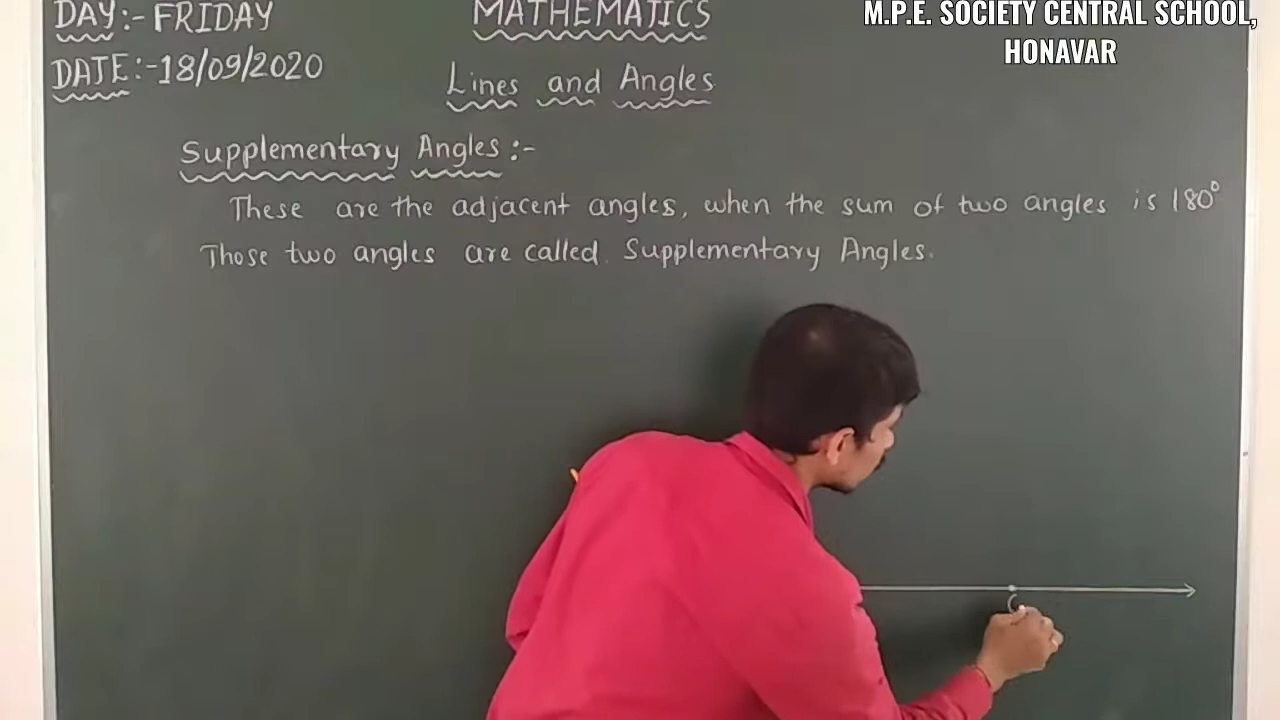 DAY:- FRIDAY
DATE:-18/09/2020
MATHEMATICS
Lines and Angles
M.P.E. SOCIETY CENTRAL SCHOOL,
HONAVAR
Supplementary Angles:-
These are the adjacent angles, when the sum of two angles is 180°
Those two angles are called. Supplementary Angles.